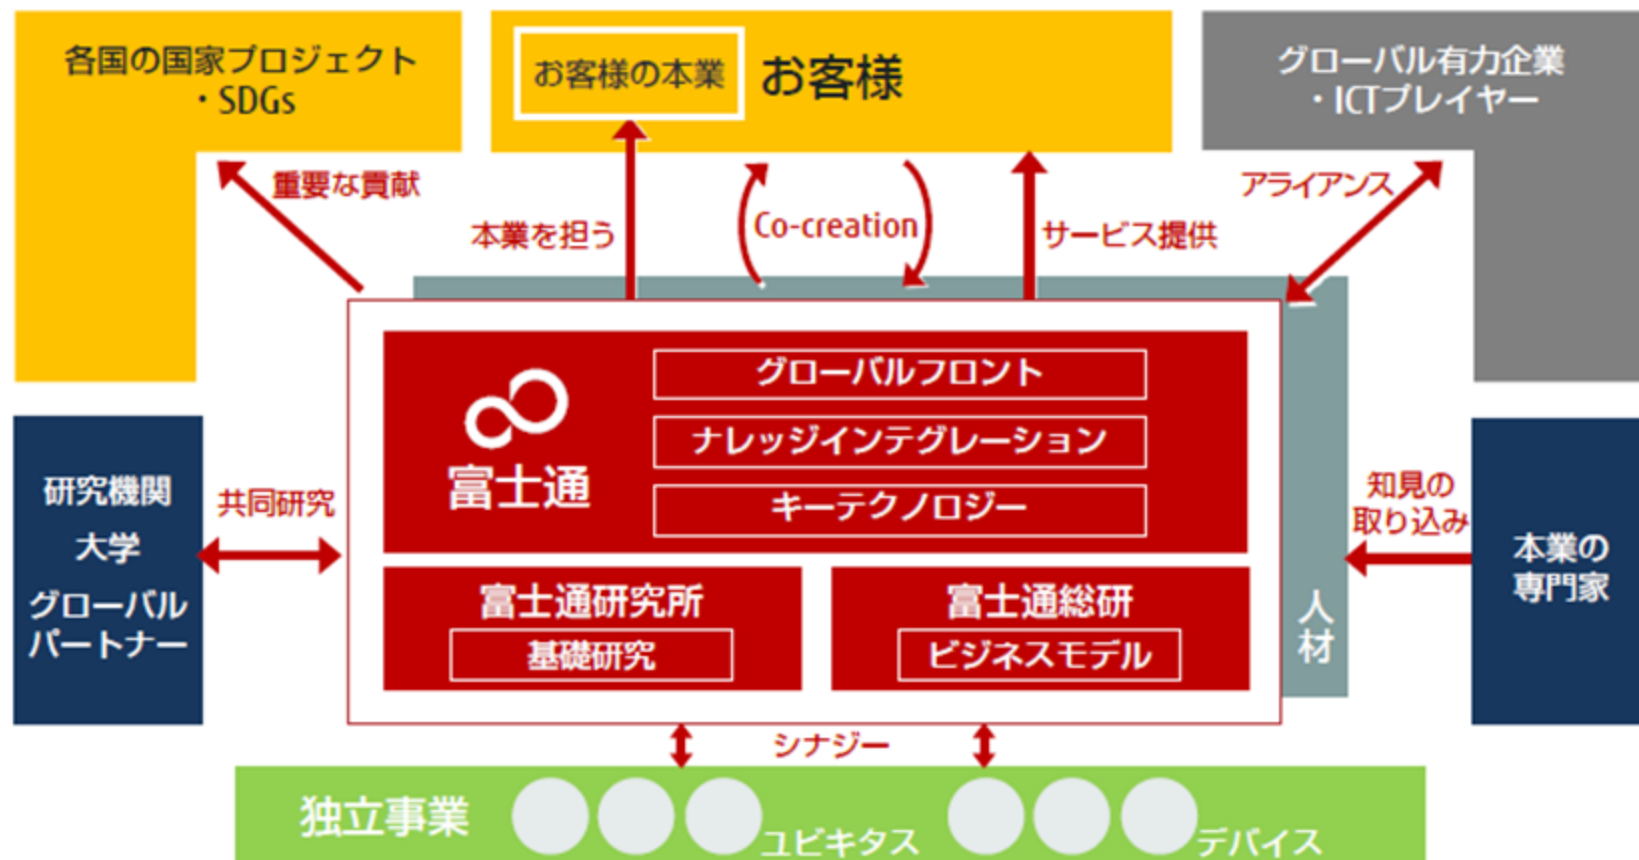 各国の国家プロジェクト
・SDGs
お客様の本業
お客様
グローバル有力企業
・ICTプレイヤー
重要な貢献
本業を担う
Co-creation
サービス提供
アライアンス
富士通
グローバルフロント
ナレッジインテグレーション
キーテクノロジー
研究機関
大学
グローバル
パートナー
共同研究
知見の
取り込み
本業の
専門家
富士通研究所
基礎研究
富士通総研
ビジネスモデル
人材
シナジー
独立事業
ユビキタス
デバイス